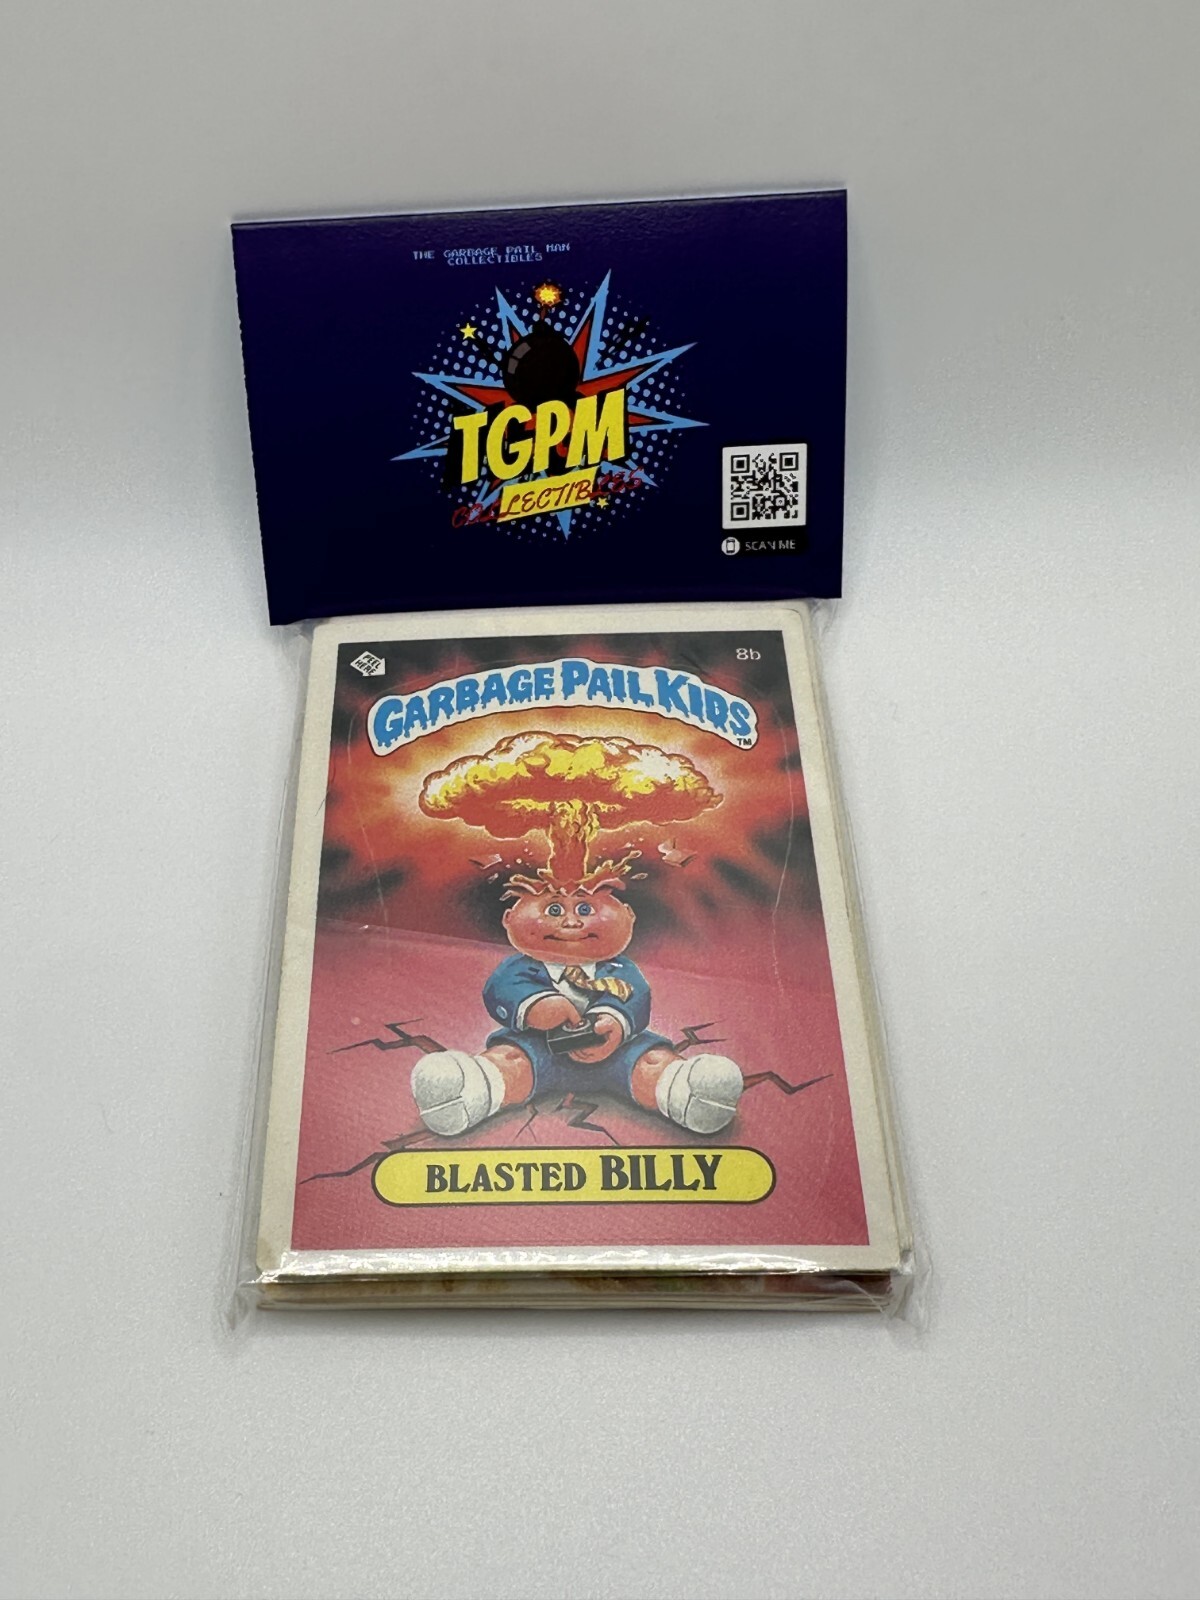 THE GARBAGE PAIL MAN
COLLECTIBLES
TGPM
COLLECTIBLES
SCAN ME
PEEL
HERE
8b
GARBAGE PAIL KIDS
TM
BLASTED BILLY